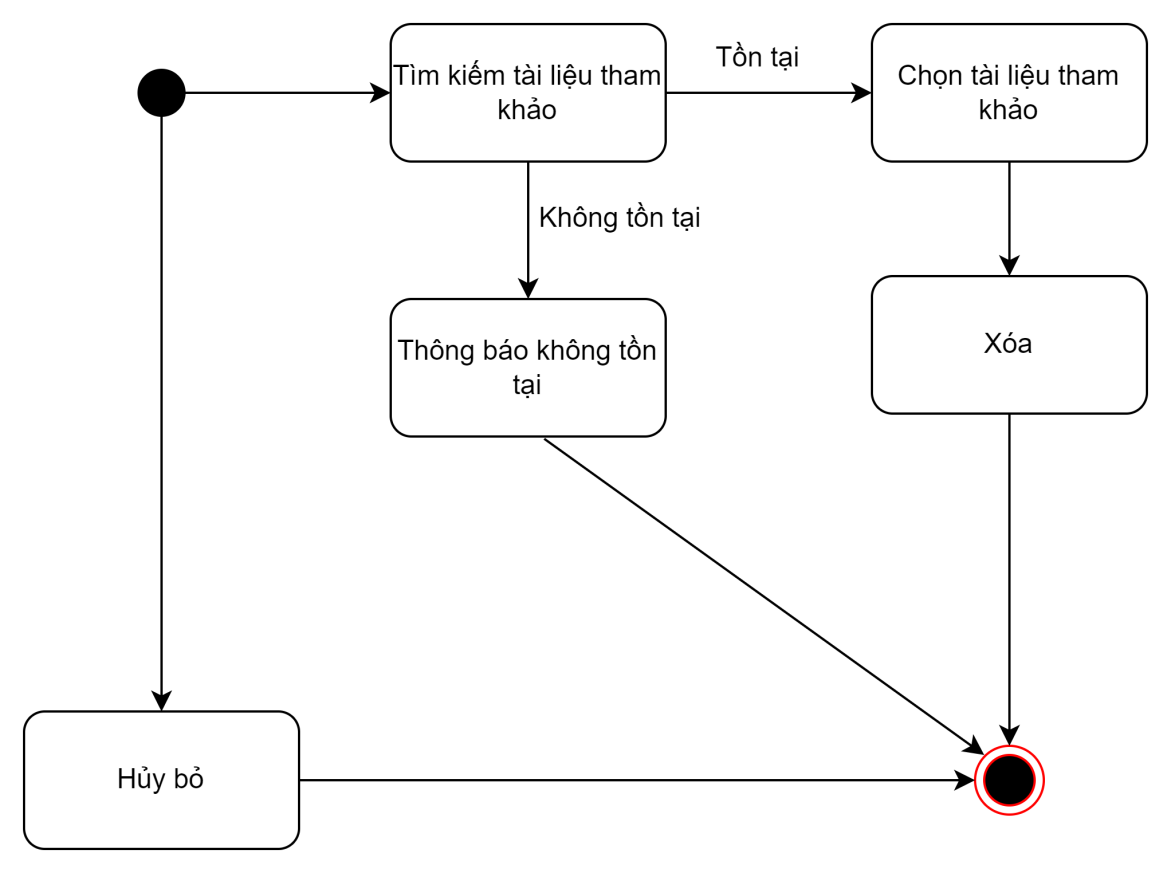 Tìm kiếm tài liệu tham
khảo
Tồn tại
Chọn tài liệu tham
khảo
Không tồn tại
Thông báo không tồn
tại
Xóa
Hủy bỏ